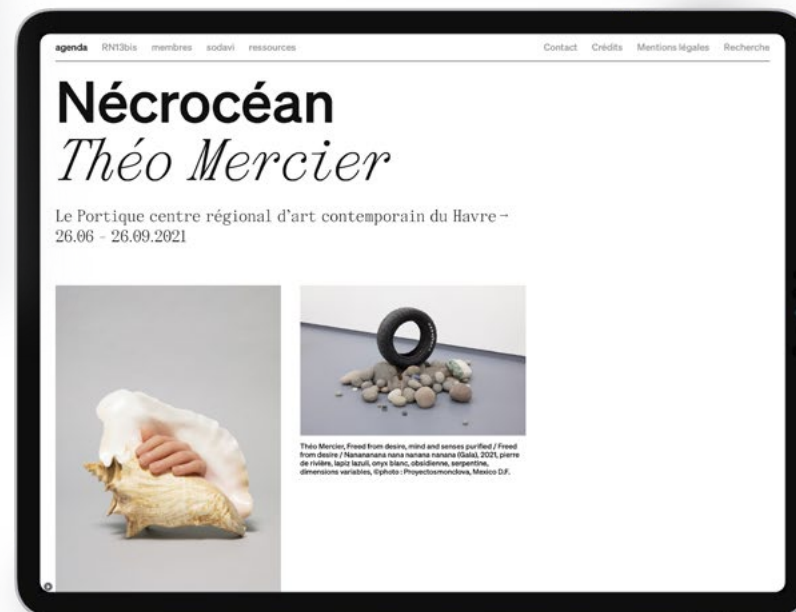 agenda RN13bis membres sodavi ressources Contact Crédits Mentions légales Recherche
Nécrocéan
Théo Mercier
Le Portique centre régional d'art contemporain du Havre →
26.06 – 26.09.2021
Théo Mercier, Freed from desire, mind and senses purified / Freed
from desire / Nanananana nana nanana nanana (Gala), 2021, pierre
de rivière, lapiz lazuli, onyx blanc, obsidienne, serpentine,
dimensions variables, ©photo : Proyectosmonclova, Mexico D.F.